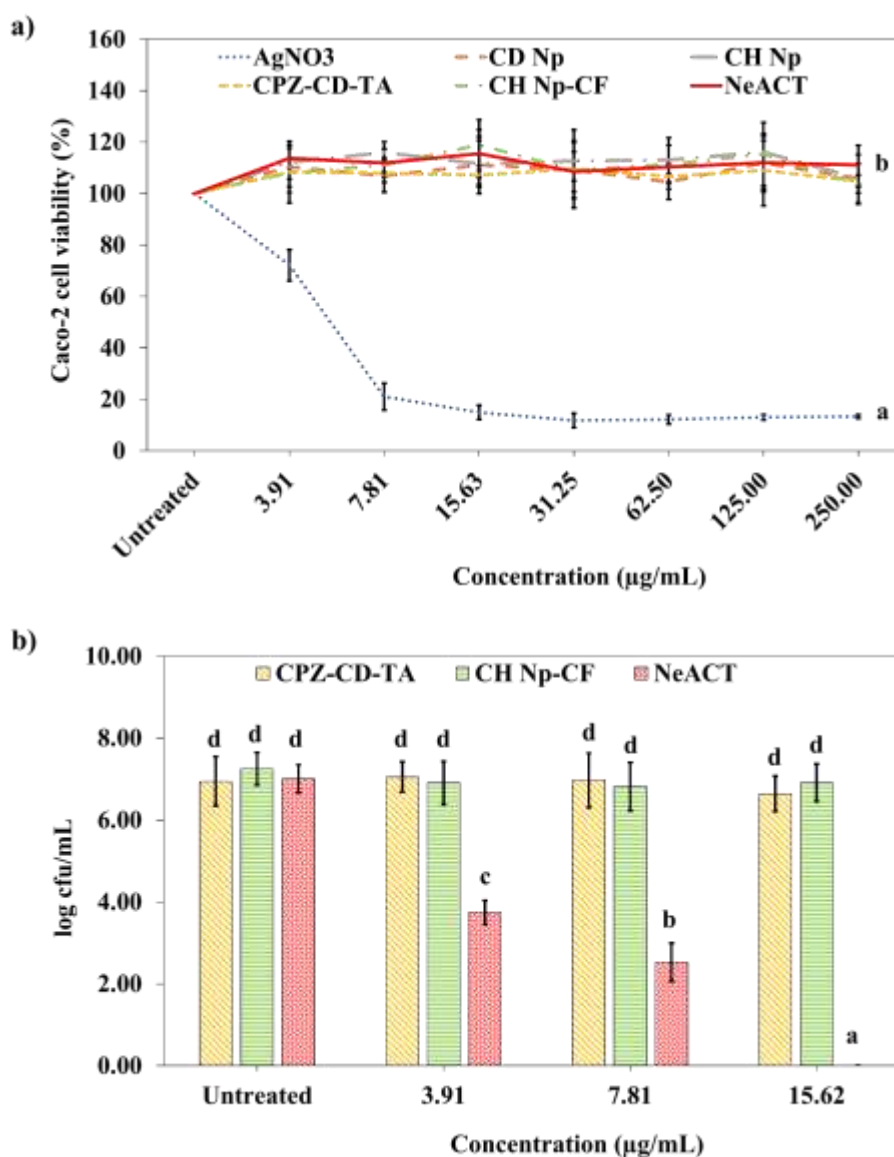 a)
160
140
120
100
80
60
40
20
0
Caco-2 cell viability (%)
AgNO3 CD Np CH Np
CPZ-CD-TA CH Np-CF NeACT
b
a
Untreated 3.91 7.81 15.63 31.25 62.50 125.00 250.00
Concentration (µg/mL)
b)
10.00
8.00
6.00
4.00
2.00
0.00
log cfu/mL
CPZ-CD-TA CH Np-CF NeACT
d d d d d d d d d
c
b
a
Untreated 3.91 7.81 15.62
Concentration (µg/mL)